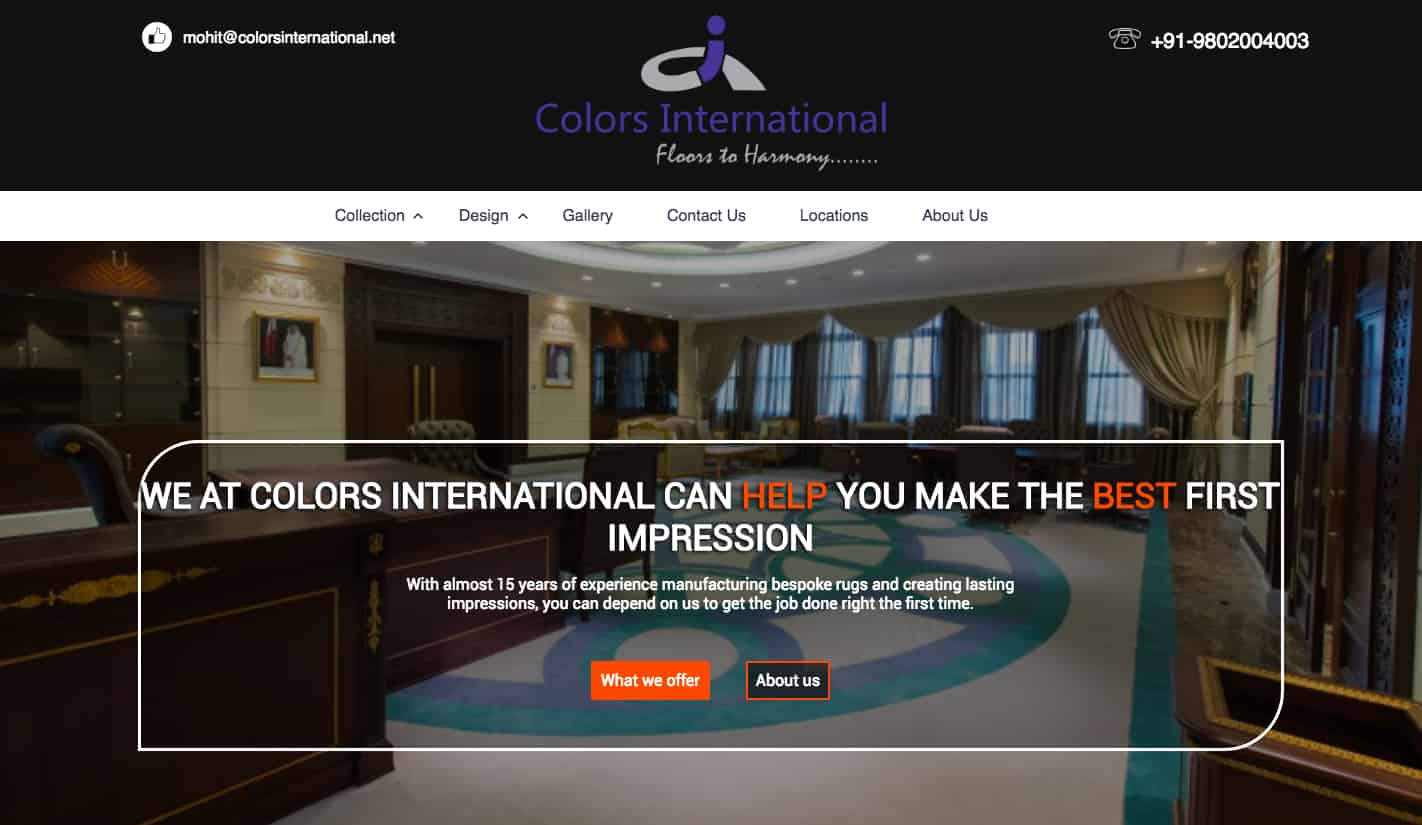 mohit@colorsinternational.net
+91-9802004003
Colors International
Floors to Harmony........
Collection
Design
Gallery
Contact Us
Locations
About Us
WE AT COLORS INTERNATIONAL CAN HELP YOU MAKE THE BEST FIRST
IMPRESSION
With almost 15 years of experience manufacturing bespoke rugs and creating lasting
impressions, you can depend on us to get the job done right the first time.
What we offer
About us